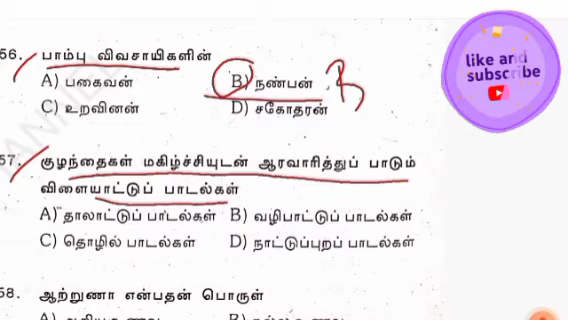 56. பாம்பு விவசாயிகளின்
A) பகைவன் B) நண்பன்
C) உறவினன் D) சகோதரன்
57. குழந்தைகள் மகிழ்ச்சியுடன் ஆரவாரித்துப் பாடும்
விளையாட்டுப் பாடல்கள்
A) தாலாட்டுப் பாடல்கள் B) வழிபாட்டுப் பாடல்கள்
C) தொழில் பாடல்கள் D) நாட்டுப்புறப் பாடல்கள்
58. ஆற்றுணா என்பதன் பொருள்
like and
subscribe